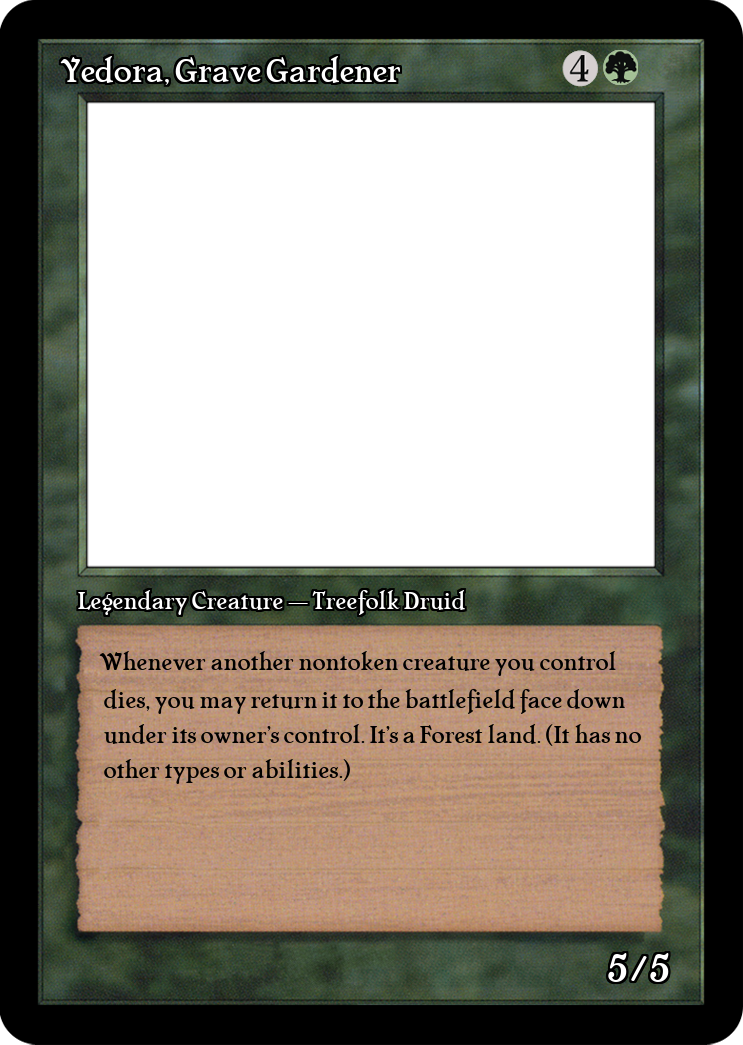 Yedora, Grave Gardener 4
Legendary Creature — Treefolk Druid
Whenever another nontoken creature you control
dies, you may return it to the battlefield face down
under its owner's control. It's a Forest land. (It has no
other types or abilities.)
5/5